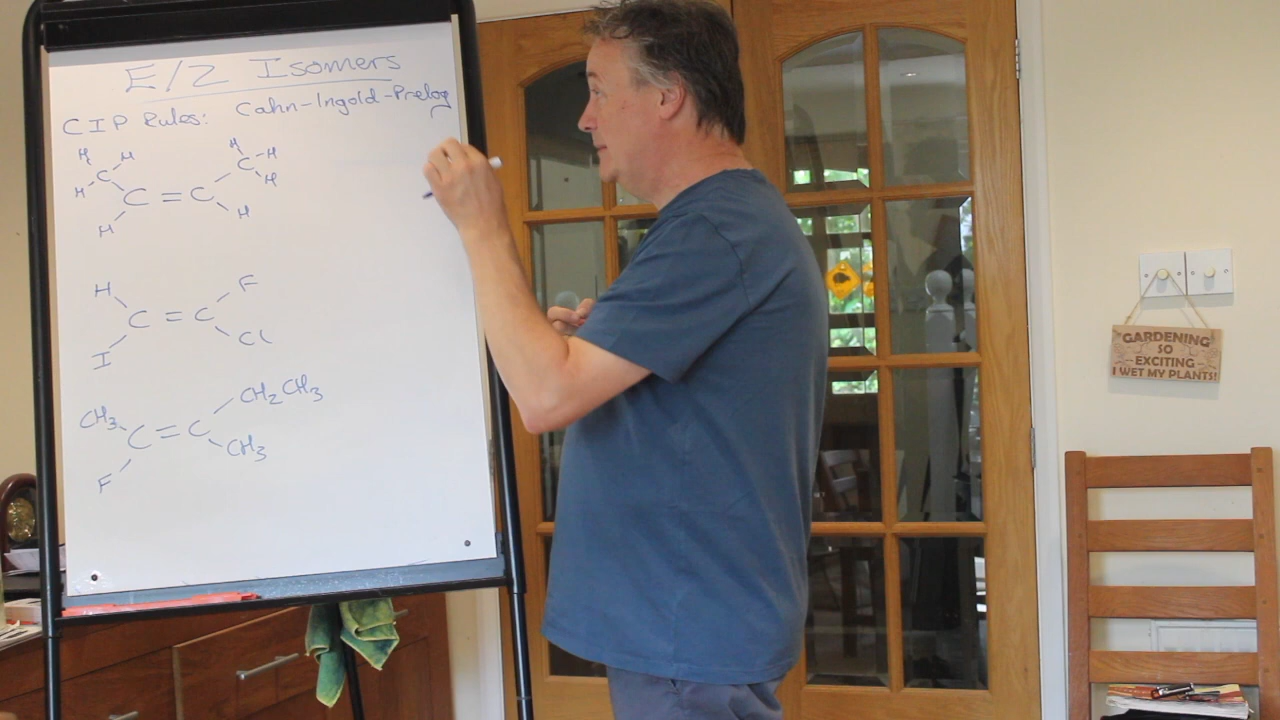 E/Z Isomers
CIP Rules: Cahn-Ingold-Prelog
H H H
H C C H
H
C = C
H H
H F
C = C
I Cl
CH2CH3
CH3
C = C
CH3
F
GARDENING
SO
EXCITING
I WET MY PLANTS!